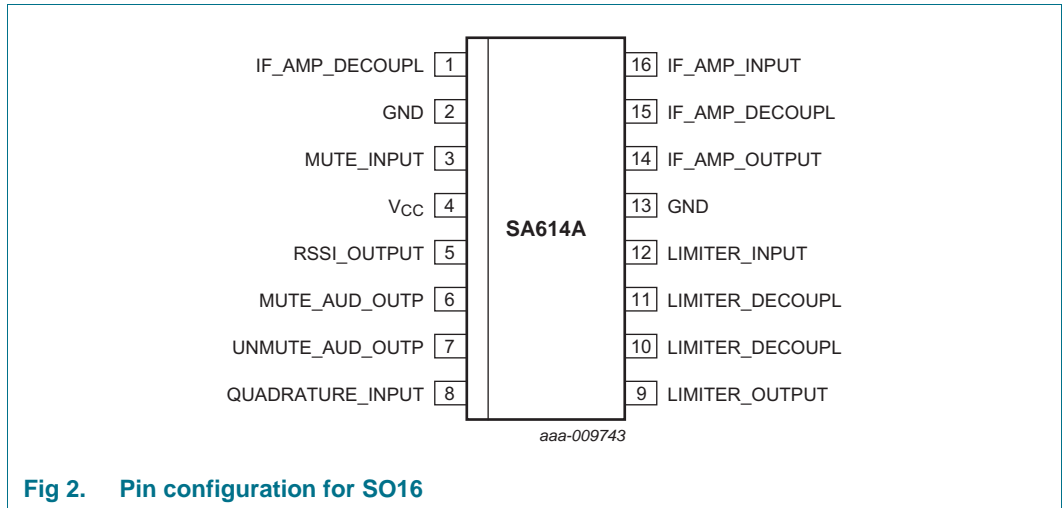 IF_AMP_DECOUPL 1 16 IF_AMP_INPUT
GND 2 15 IF_AMP_DECOUPL
MUTE_INPUT 3 14 IF_AMP_OUTPUT
VCC 4 13 GND
SA614A
RSSI_OUTPUT 5 12 LIMITER_INPUT
MUTE_AUD_OUTP 6 11 LIMITER_DECOUPL
UNMUTE_AUD_OUTP 7 10 LIMITER_DECOUPL
QUADRATURE_INPUT 8 9 LIMITER_OUTPUT
aaa-009743
Fig 2. Pin configuration for SO16